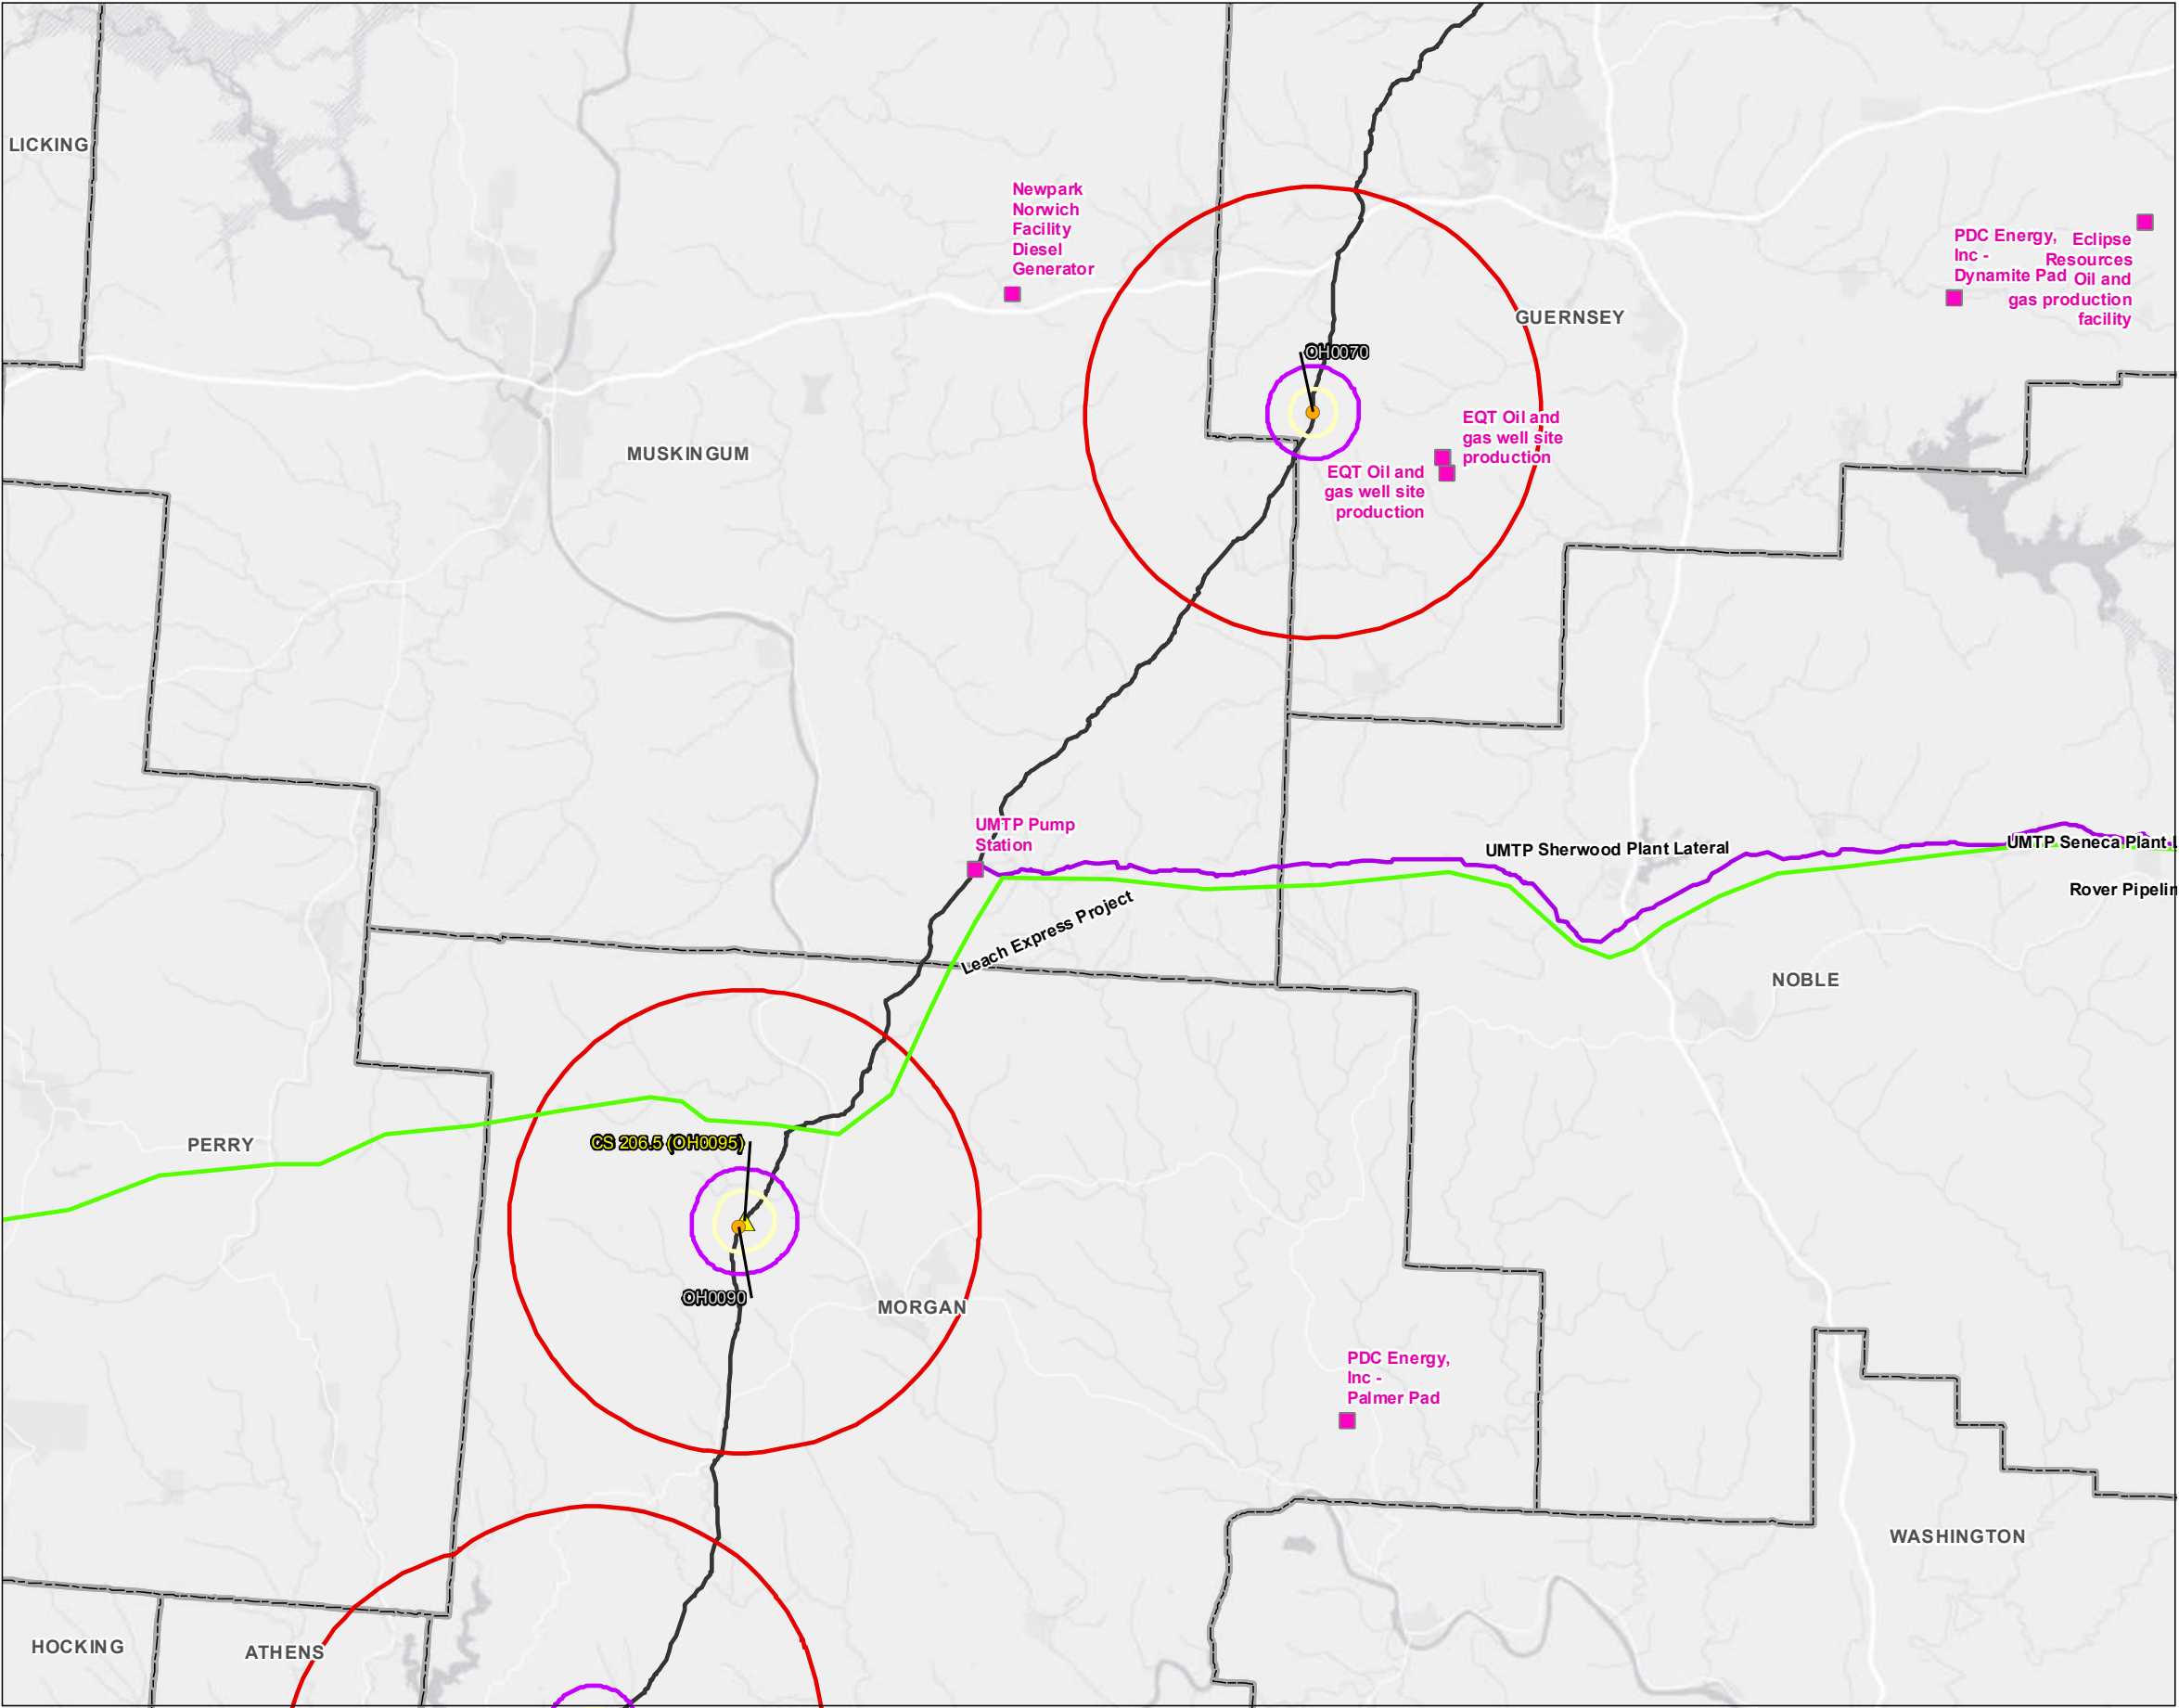 LICKING
Newpark
Norwich
Facility
Diesel
Generator
PDC Energy,
Inc -
Dynamite Pad
Eclipse
Resources
Oil and
gas production
facility
GUERNSEY
OH0070
MUSKINGUM
EQT Oil and
gas well site
production
EQT Oil and
gas well site
production
UMTP Pump
Station
UMTP Sherwood Plant Lateral
UMTP Seneca Plant L
Rover Pipelin
Leach Express Project
NOBLE
PERRY
CS 206.5 (OH0095)
OH0090
MORGAN
PDC Energy,
Inc -
Palmer Pad
WASHINGTON
HOCKING
ATHENS